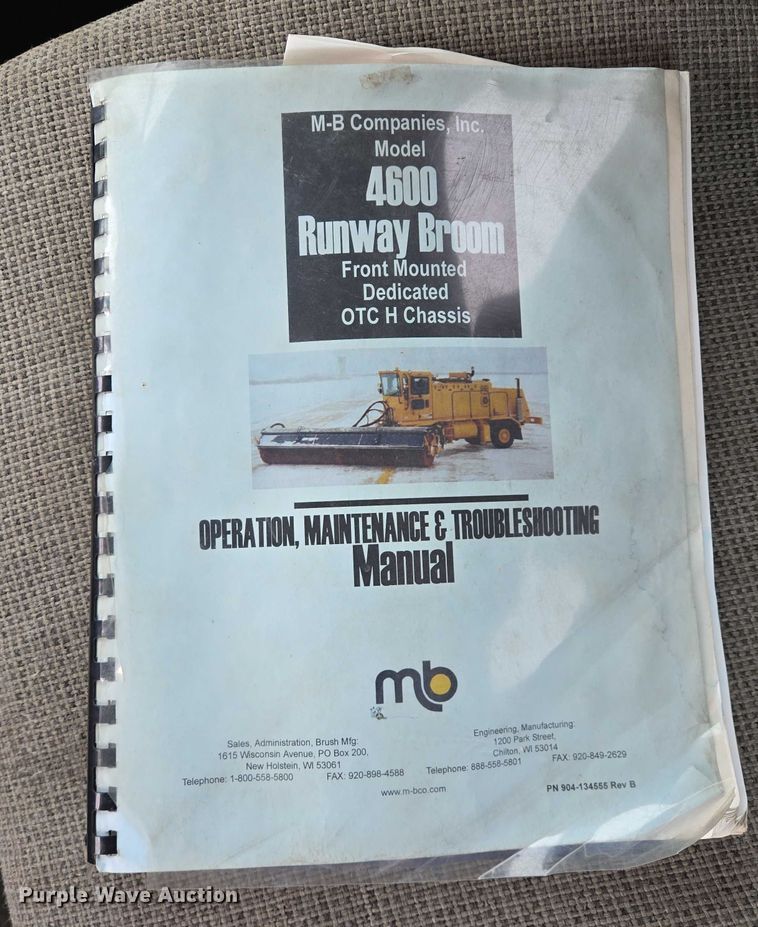 M-B Companies, Inc.
Model
4600
Runway Broom
Front Mounted
Dedicated
OTC H Chassis
OPERATION, MAINTENANCE & TROUBLESHOOTING
Manual
mb
Sales, Administration, Brush Mfg:
1615 Wisconsin Avenue, PO Box 200,
New Holstein, WI 53061
Telephone: 1-800-558-5800 FAX: 920-898-4588
Engineering, Manufacturing:
1200 Park Street,
Chilton, WI 53014
Telephone: 888-558-5801 FAX: 920-849-2629
www.m-bco.com
PN 904-134555 Rev B
Purple Wave Auction